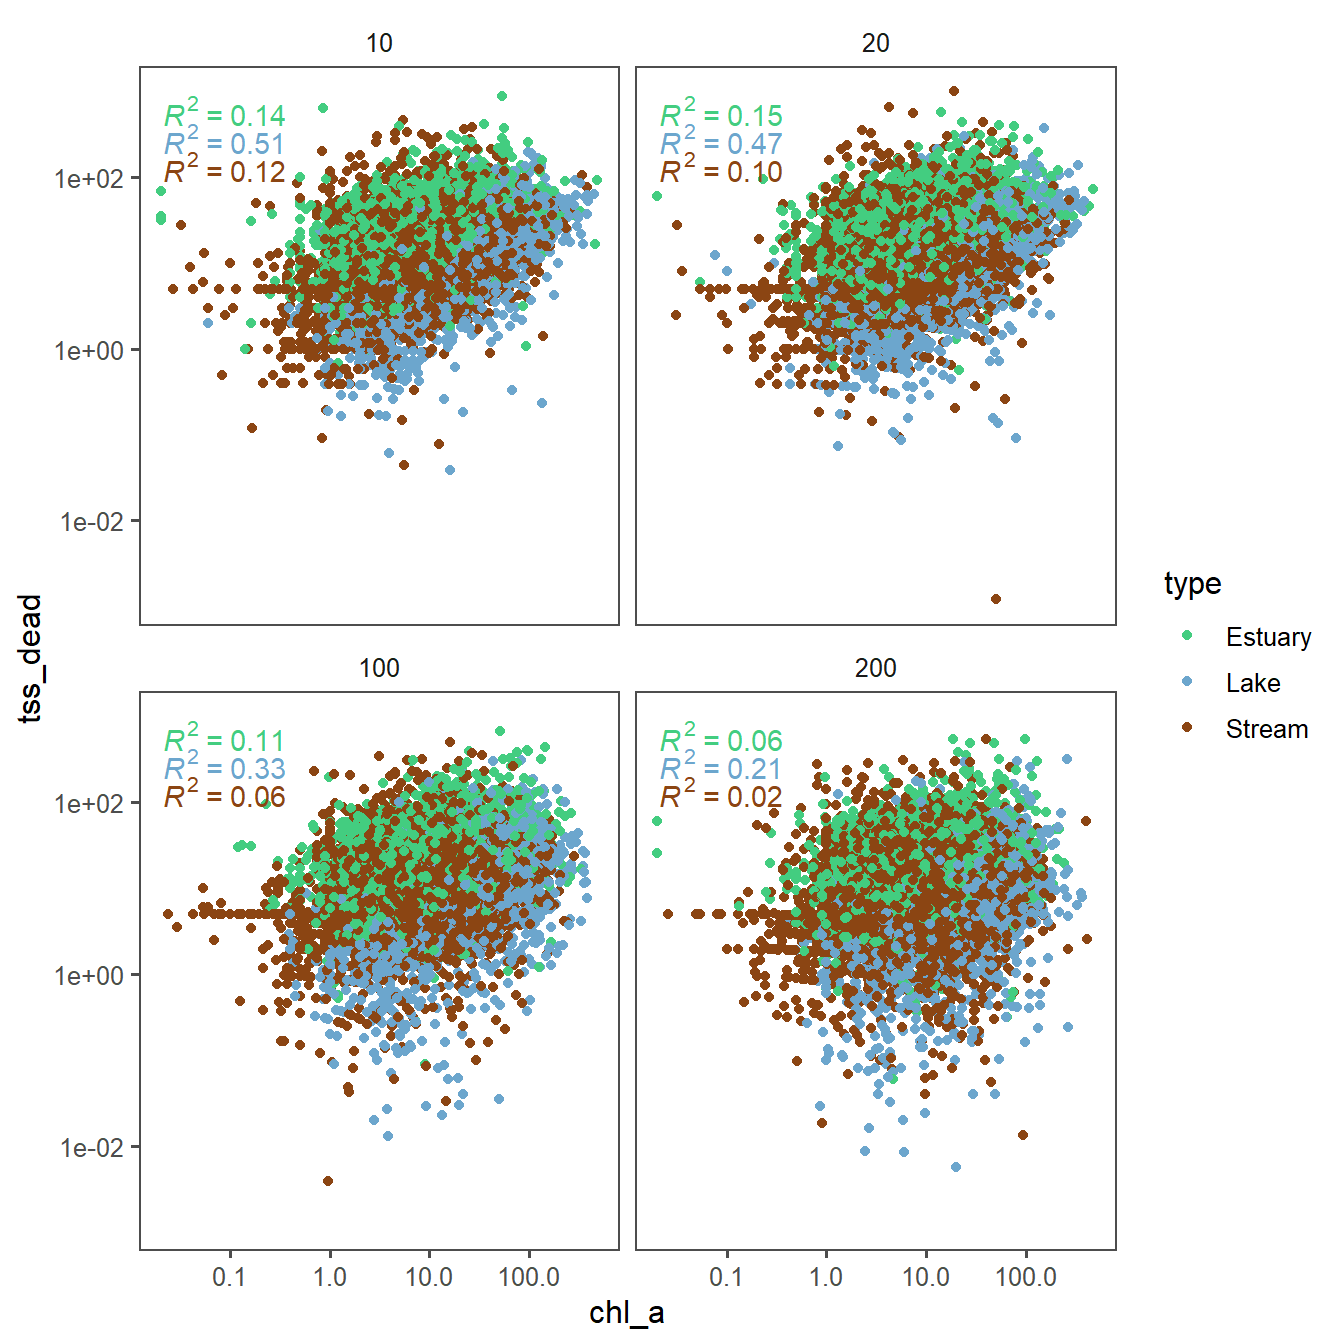 10
20
R² = 0.14
R² = 0.51
R² = 0.12
R² = 0.15
R² = 0.47
R² = 0.10
1e+02
1e+00
1e-02
100
200
R² = 0.11
R² = 0.33
R² = 0.06
R² = 0.06
R² = 0.21
R² = 0.02
1e+02
1e+00
1e-02
0.1 1.0 10.0 100.0
0.1 1.0 10.0 100.0
chl_a
tss_dead
type
Estuary
Lake
Stream